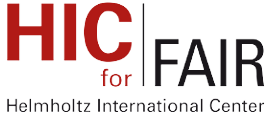 HIC
for FAIR
Helmholtz International Center